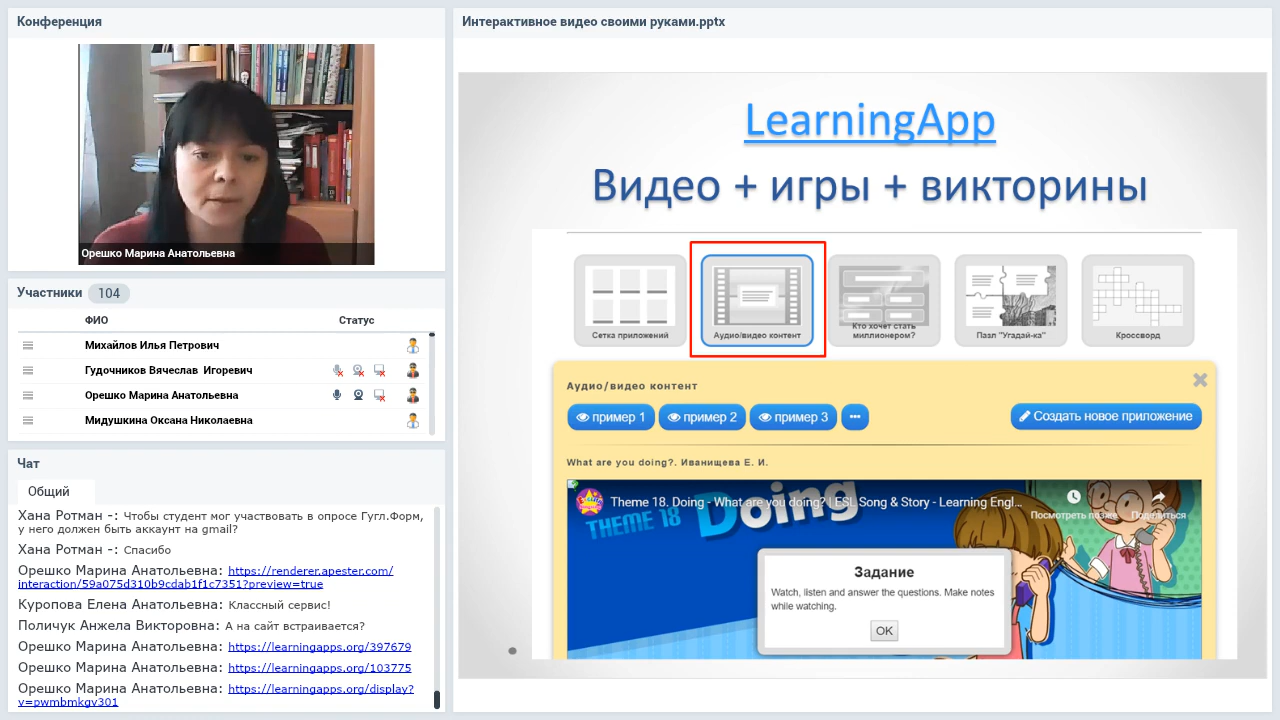 Конференция
Орешко Марина Анатольевна
Участники 104
ФИО Статус
Михайлов Илья Петрович
Гудочников Вячеслав Игоревич
Орешко Марина Анатольевна
Мидушкина Оксана Николаевна
Чат
Общий
Хана Ротман -: Чтобы студент мог участвовать в опросе Гугл.Форм,
у него должен быть аккаунт на gmail?
Хана Ротман -: Спасибо
Орешко Марина Анатольевна: https://renderer.apester.com/
interaction/59a075d310b9cdab1f1c7351?preview=true
Куропова Елена Анатольевна: Классный сервис!
Поличук Анжела Викторовна: А на сайт встраивается?
Орешко Марина Анатольевна: https://learningapps.org/397679
Орешко Марина Анатольевна: https://learningapps.org/103775
Орешко Марина Анатольевна: https://learningapps.org/display?
v=pwmbmkgv301
Интерактивное видео своими руками.pptx
LearningApp
Видео + игры + викторины
Сетка приложений
Аудио/видео контент
Кто хочет стать
миллионером?
Пазл "Угадай-ка"
Кроссворд
Аудио/видео контент
пример 1 пример 2 пример 3 ... Создать новое приложение
What are you doing?. Иванищева Е. И.
Theme 18. Doing - What are you doing? | ESL Song & Story - Learning Engl...
Посмотреть позже Поделиться
THEME 18 Doing
Задание
Watch, listen and answer the questions. Make notes
while watching.
OK